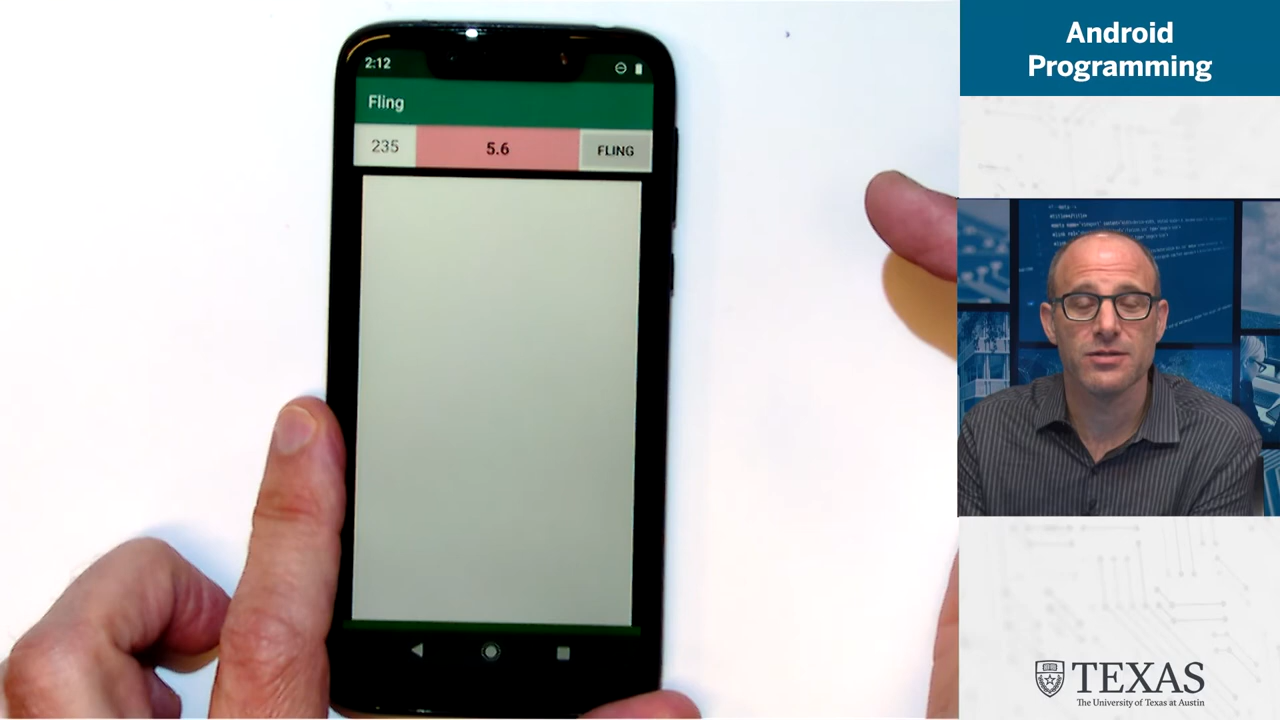 2:12
Fling
235
5.6
FLING
Android
Programming
TEXAS
The University of Texas at Austin